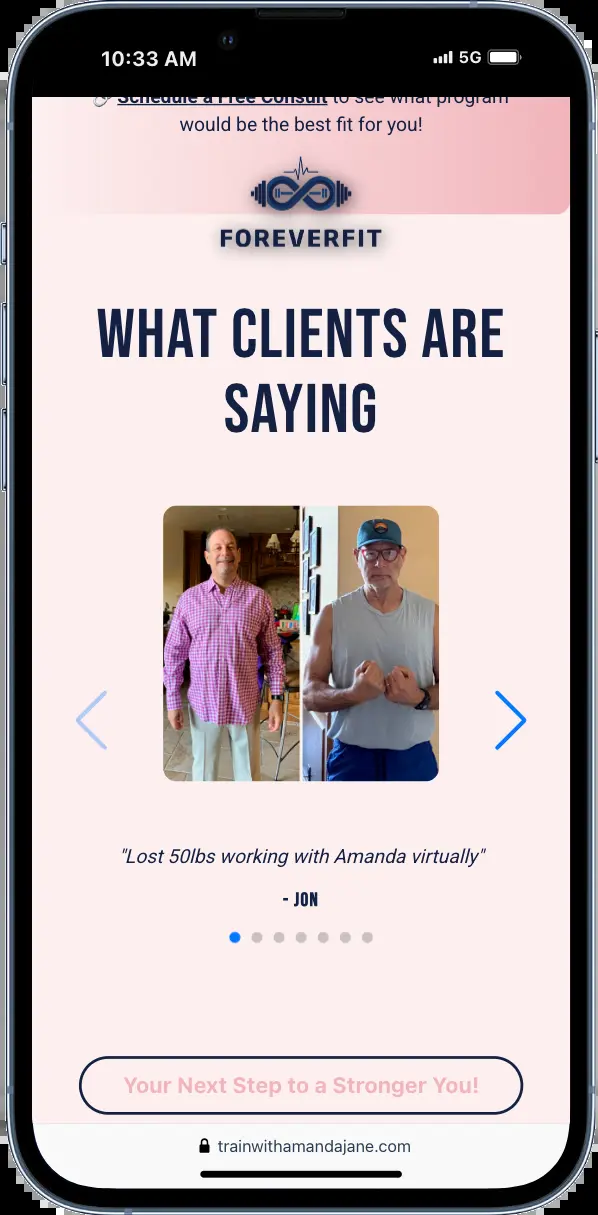 10:33 AM
5G
Schedule a Free Consult to see what program
would be the best fit for you!
FOREVERFIT
WHAT CLIENTS ARE
SAYING
"Lost 50lbs working with Amanda virtually"
- JON
Your Next Step to a Stronger You!
trainwithamandajane.com